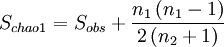 S_{chao1} = S_{obs} + \frac{n_1 (n_1 - 1)}{2 (n_2 + 1)}